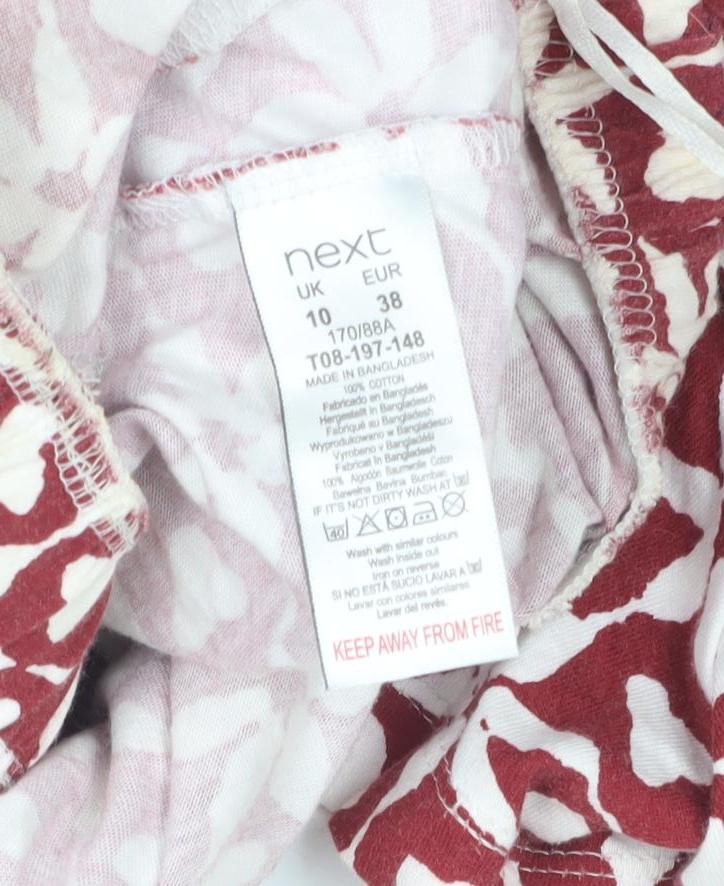 next
UK EUR
10 38
170/88A
T08-197-148
MADE IN BANGLADESH
100% COTTON
Fabricado en Bangladés
Hergestellt in Bangladesch
Fabriqué au Bangladesh
Wyprodukowano w Bangladeszu
Vyrobeno v Bangladéši
Fabricat în Bangladesh
100% Algodón Saumwolle Coton
Bawełna Bavlna Bumbac
IF IT'S NOT DIRTY WASH AT
40
Wash with similar colours
Wash inside out
Iron on reverse
SI NO ESTÁ SUCIO LAVAR A
Lavar con colores similares
Lavar del revés.
KEEP AWAY FROM FIRE